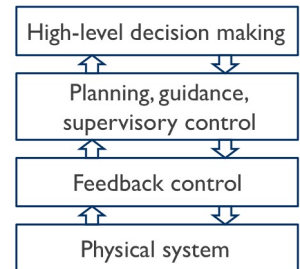 High-level decision making
Planning, guidance,
supervisory control
Feedback control
Physical system